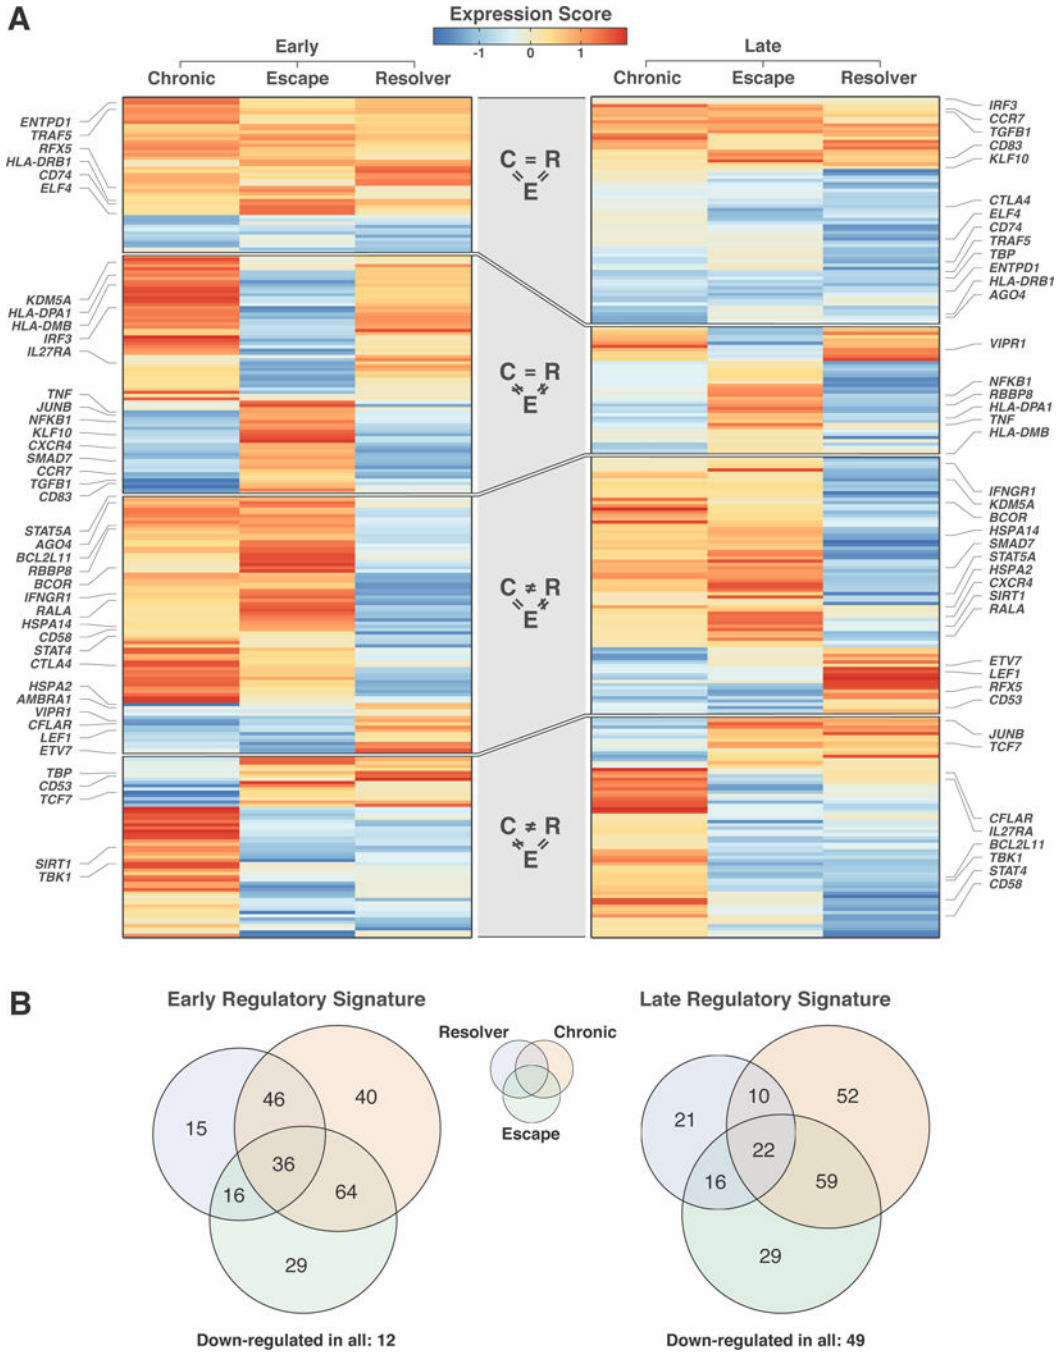 A
Expression Score
-1 0 1
Early
Chronic Escape Resolver
Late
Chronic Escape Resolver
ENTPD1
TRAF5
RFX5
HLA-DRB1
CD74
ELF4
KDM5A
HLA-DPA1
HLA-DMB
IRF3
IL27RA
TNF
JUNB
NFKB1
KLF10
CXCR4
SMAD7
CCR7
TGFB1
CD83
STAT5A
AGO4
BCL2L11
RBBP8
BCOR
IFNGR1
RALA
HSPA14
CD58
STAT4
CTLA4
HSPA2
AMBRA1
VIPR1
CFLAR
LEF1
ETV7
TBP
CD53
TCF7
SIRT1
TBK1
C = R
= =
E
C = R
≠ ≠
E
C ≠ R
= ≠
E
C ≠ R
≠ =
E
IRF3
CCR7
TGFB1
CD83
KLF10
CTLA4
ELF4
CD74
TRAF5
TBP
ENTPD1
HLA-DRB1
AGO4
VIPR1
NFKB1
RBBP8
HLA-DPA1
TNF
HLA-DMB
IFNGR1
KDM5A
BCOR
HSPA14
SMAD7
STAT5A
HSPA2
CXCR4
SIRT1
RALA
ETV7
LEF1
RFX5
CD53
JUNB
TCF7
CFLAR
IL27RA
BCL2L11
TBK1
STAT4
CD58
B
Early Regulatory Signature
15
46
40
36
16
64
29
Down-regulated in all: 12
Resolver Chronic
Escape
Late Regulatory Signature
21
10
52
22
16
59
29
Down-regulated in all: 49